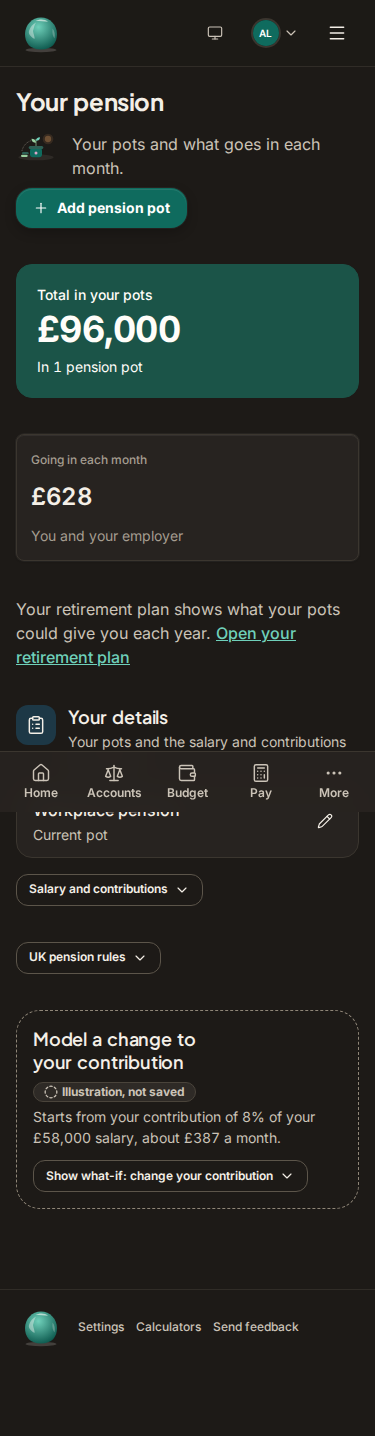 AL
Your pension
Your pots and what goes in each
month.
+ Add pension pot
Total in your pots
£96,000
In 1 pension pot
Going in each month
£628
You and your employer
Your retirement plan shows what your pots
could give you each year. Open your
retirement plan
Your details
Your pots and the salary and contributions
Home Accounts Budget Pay More
Workplace pension
Current pot
Salary and contributions
UK pension rules
Model a change to
your contribution
Illustration, not saved
Starts from your contribution of 8% of your
£58,000 salary, about £387 a month.
Show what-if: change your contribution
Settings Calculators Send feedback